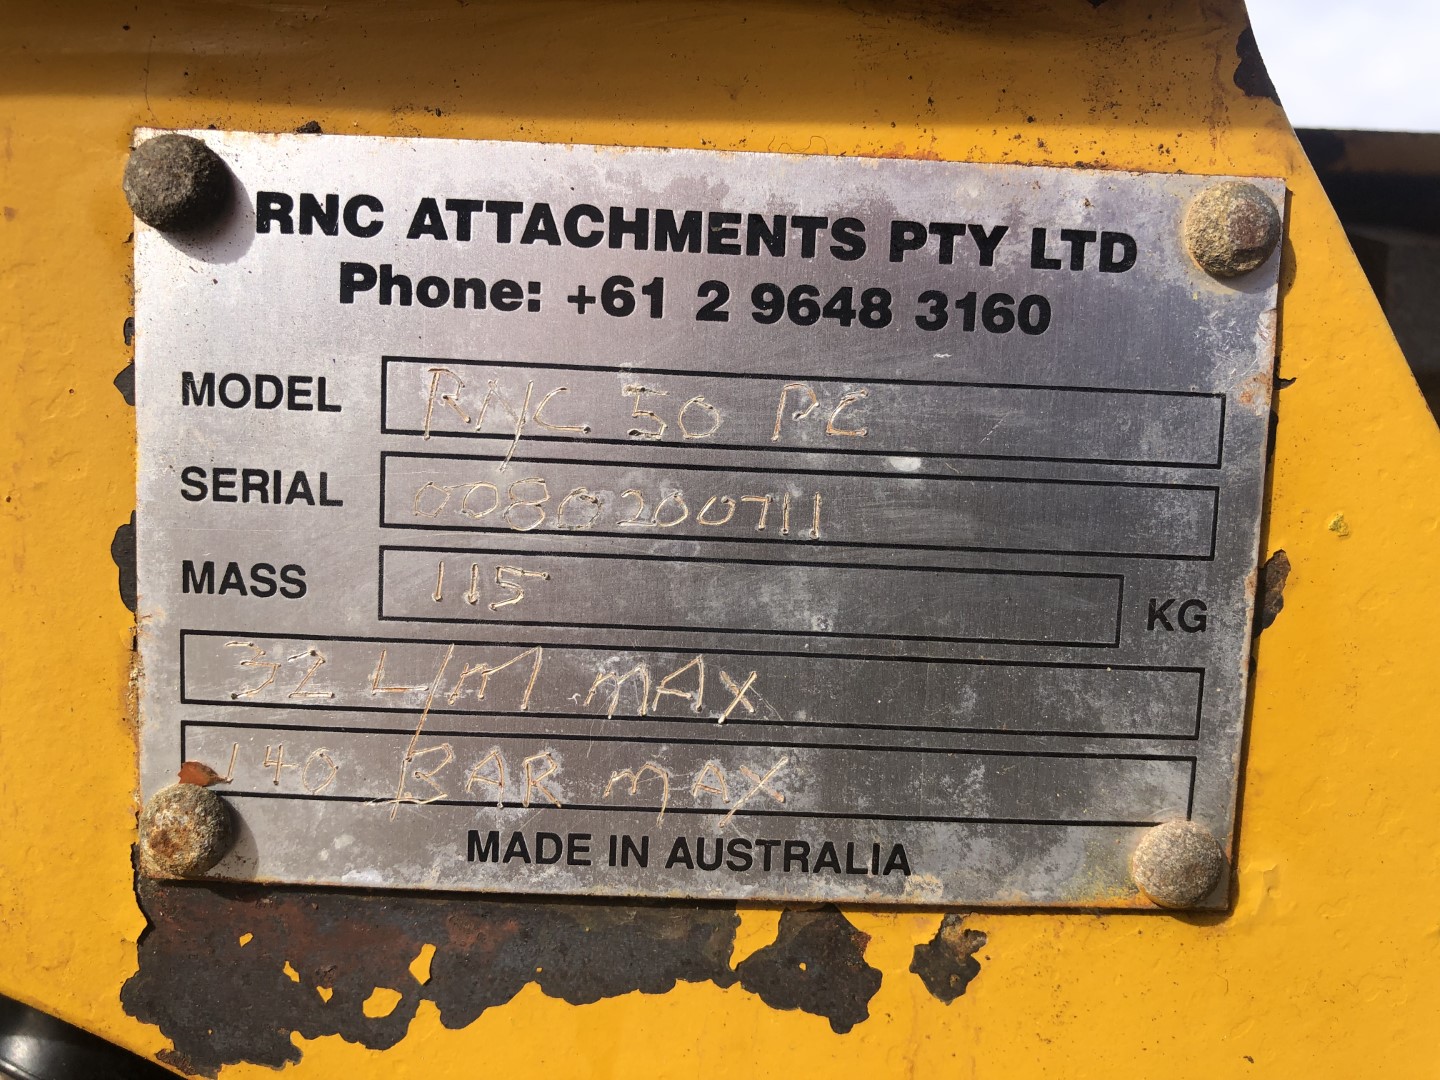 RNC ATTACHMENTS PTY LTD
Phone: +61 2 9648 3160
MODEL RNC 50 PC
SERIAL 0080200711
MASS 115 KG
32 L/M MAX
140 BAR MAX
MADE IN AUSTRALIA